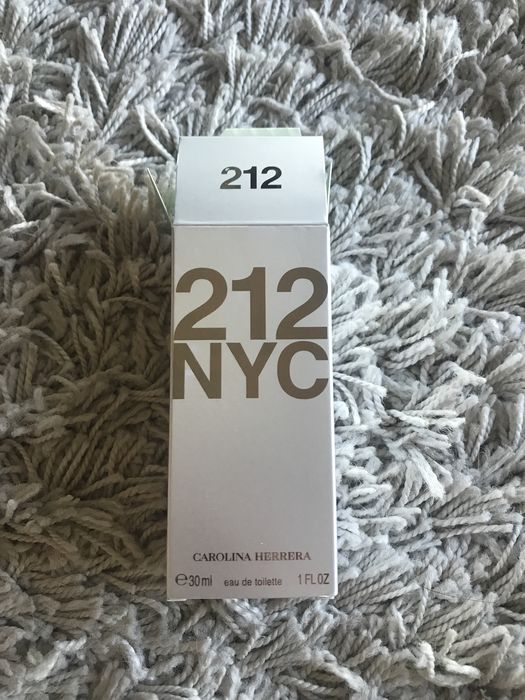 212
212
NYC
CAROLINA HERRERA
℮30ml eau de toilette 1 FL OZ